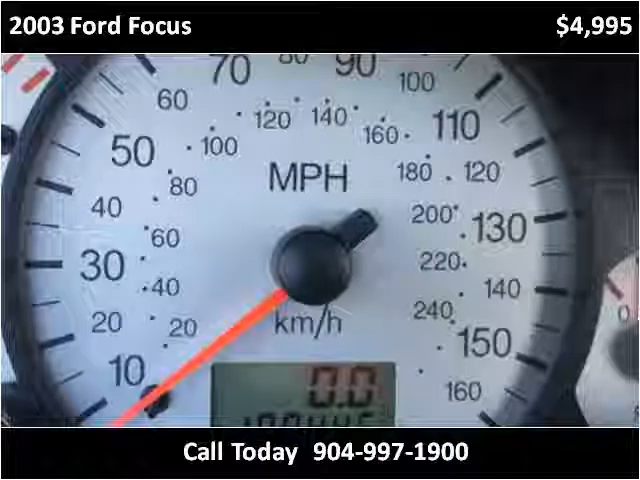 2003 Ford Focus $4,995
70 80 90
60 100
120 140
50 100 160 110
MPH
80 180 120
40 200
60 130
30 220
40 140
20 20 km/h 240
150
10 160
0.0
0
Call Today 904-997-1900